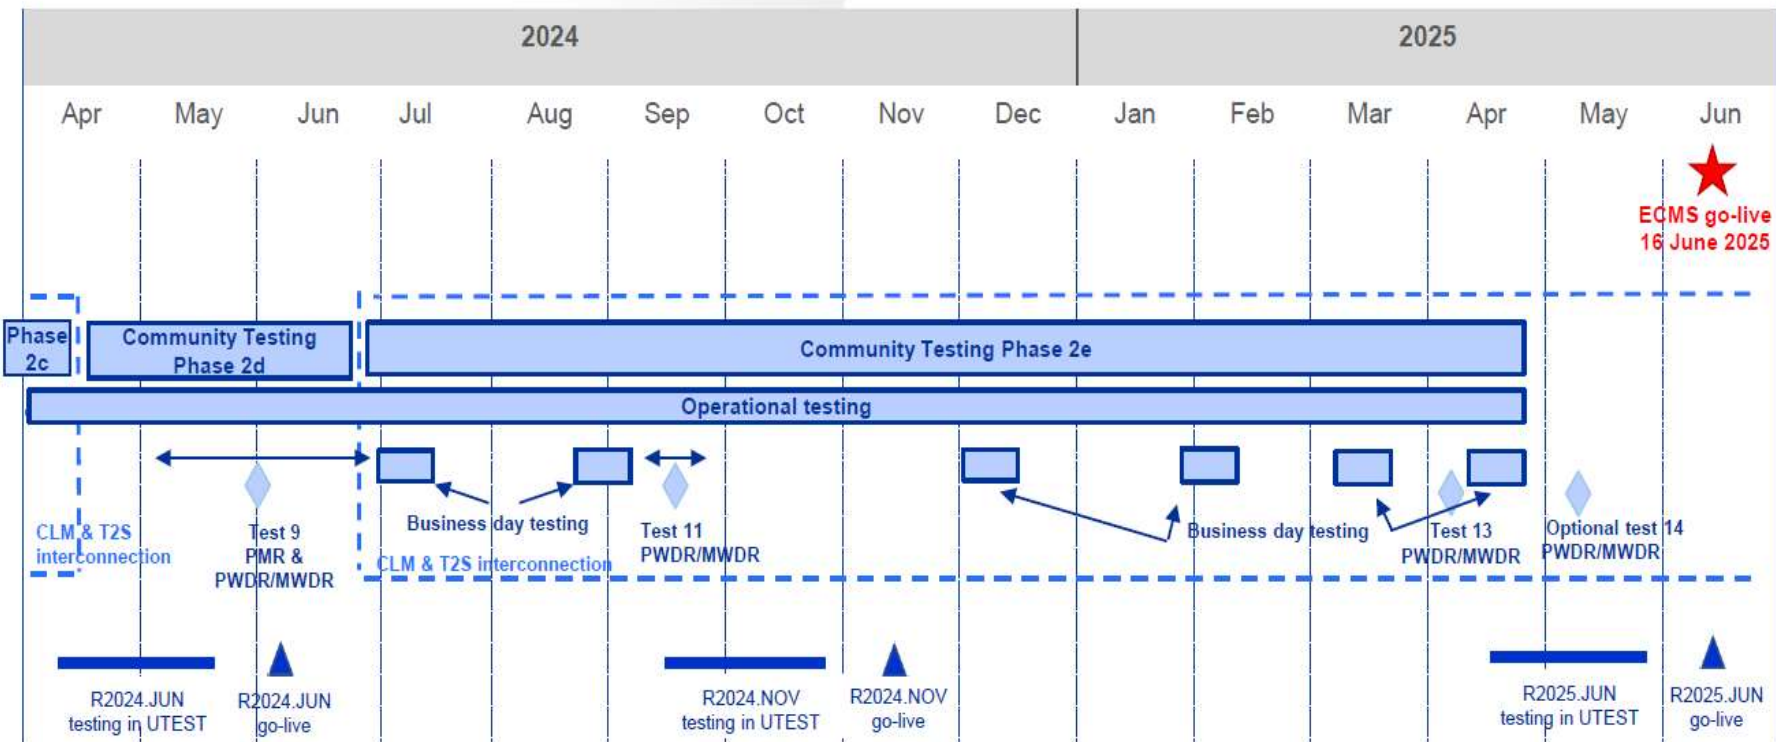 2024
2025
Apr
May
Jun
Jul
Aug
Sep
Oct
Nov
Dec
Jan
Feb
Mar
Apr
May
Jun
ECMS go-live
16 June 2025
Phase
2c
Community Testing
Phase 2d
Community Testing Phase 2e
Operational testing
CLM & T2S
interconnection
Test 9
PMR &
PWDR/MWDR
Business day testing
CLM & T2S interconnection
Test 11
PWDR/MWDR
Business day testing
Test 13
PWDR/MWDR
Optional test 14
PWDR/MWDR
R2024.JUN
testing in UTEST
R2024.JUN
go-live
R2024.NOV
testing in UTEST
R2024.NOV
go-live
R2025.JUN
testing in UTEST
R2025.JUN
go-live